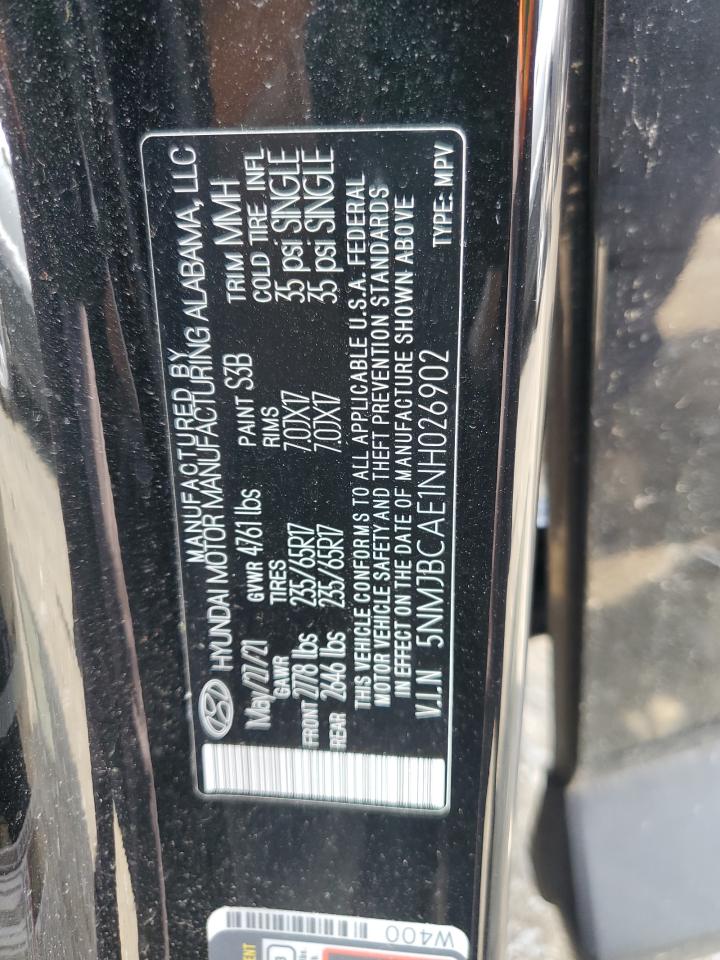 MANUFACTURED BY
HYUNDAI MOTOR MANUFACTURING ALABAMA, LLC
May/27/21 GVWR 4761 lbs PAINT S3B TRIM MMH
GAWR TIRES RIMS COLD TIRE INFL
FRONT 2778 lbs 235/65R17 7.0JX17 35 psi SINGLE
REAR 2646 lbs 235/65R17 7.0JX17 35 psi SINGLE
THIS VEHICLE CONFORMS TO ALL APPLICABLE U.S.A. FEDERAL
MOTOR VEHICLE SAFETY AND THEFT PREVENTION STANDARDS
IN EFFECT ON THE DATE OF MANUFACTURE SHOWN ABOVE
V.I.N 5NMJBCAE1NH026902 TYPE: MPV
W400